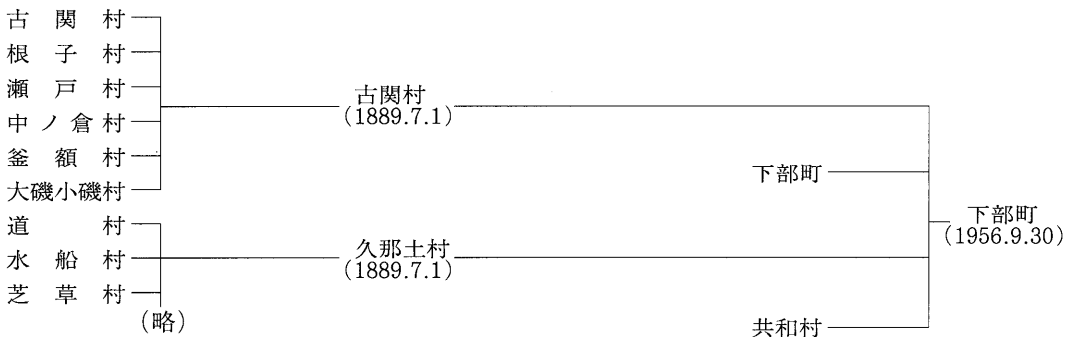 古関村
根子村
瀬戸村
中ノ倉村
釜額村
大磯小磯村
道村
水船村
芝草村
(略)
古関村
(1889.7.1)
久那土村
(1889.7.1)
下部町
共和村
下部町
(1956.9.30)